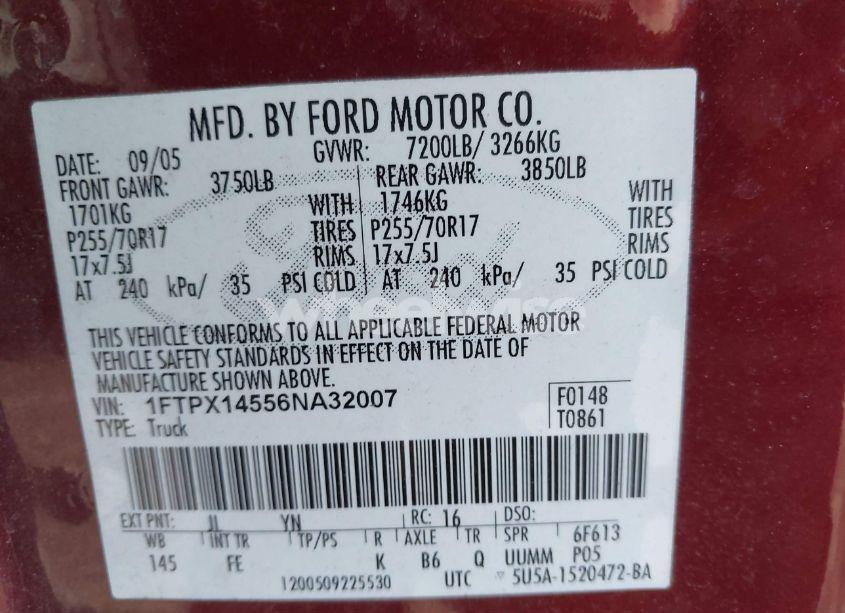 MFD. BY FORD MOTOR CO.
DATE: 09/05 GVWR: 7200LB/ 3266KG
FRONT GAWR: 3750LB REAR GAWR: 3850LB
1701KG WITH 1746KG WITH
P255/70R17 TIRES P255/70R17 TIRES
17x7.5J RIMS 17x7.5J RIMS
AT 240 kPa/ 35 PSI COLD AT 240 kPa/ 35 PSI COLD
THIS VEHICLE CONFORMS TO ALL APPLICABLE FEDERAL MOTOR
VEHICLE SAFETY STANDARDS IN EFFECT ON THE DATE OF
MANUFACTURE SHOWN ABOVE.
VIN: 1FTPX14556NA32007 F0148
TYPE: Truck T0861
EXT PNT: JL YN RC: 16 DSO:
WB INT TR TP/PS R AXLE TR SPR 6F613
145 FE K B6 Q UUMM P05
1200509225530 UTC 5U5A-1520472-BA